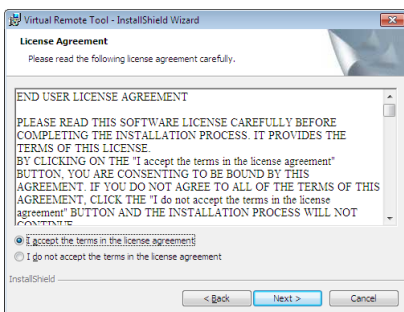 Virtual Remote Tool - InstallShield Wizard
License Agreement
Please read the following license agreement carefully.
END USER LICENSE AGREEMENT
PLEASE READ THIS SOFTWARE LICENSE CAREFULLY BEFORE
COMPLETING THE INSTALLATION PROCESS. IT PROVIDES THE
TERMS OF THIS LICENSE.
BY CLICKING ON THE "I accept the terms in the license agreement"
BUTTON, YOU ARE CONSENTING TO BE BOUND BY THIS
AGREEMENT. IF YOU DO NOT AGREE TO ALL OF THE TERMS OF THIS
AGREEMENT, CLICK THE "I do not accept the terms in the license
agreement" BUTTON AND THE INSTALLATION PROCESS WILL NOT
CONTINUE.
I accept the terms in the license agreement
I do not accept the terms in the license agreement
InstallShield
< Back
Next >
Cancel